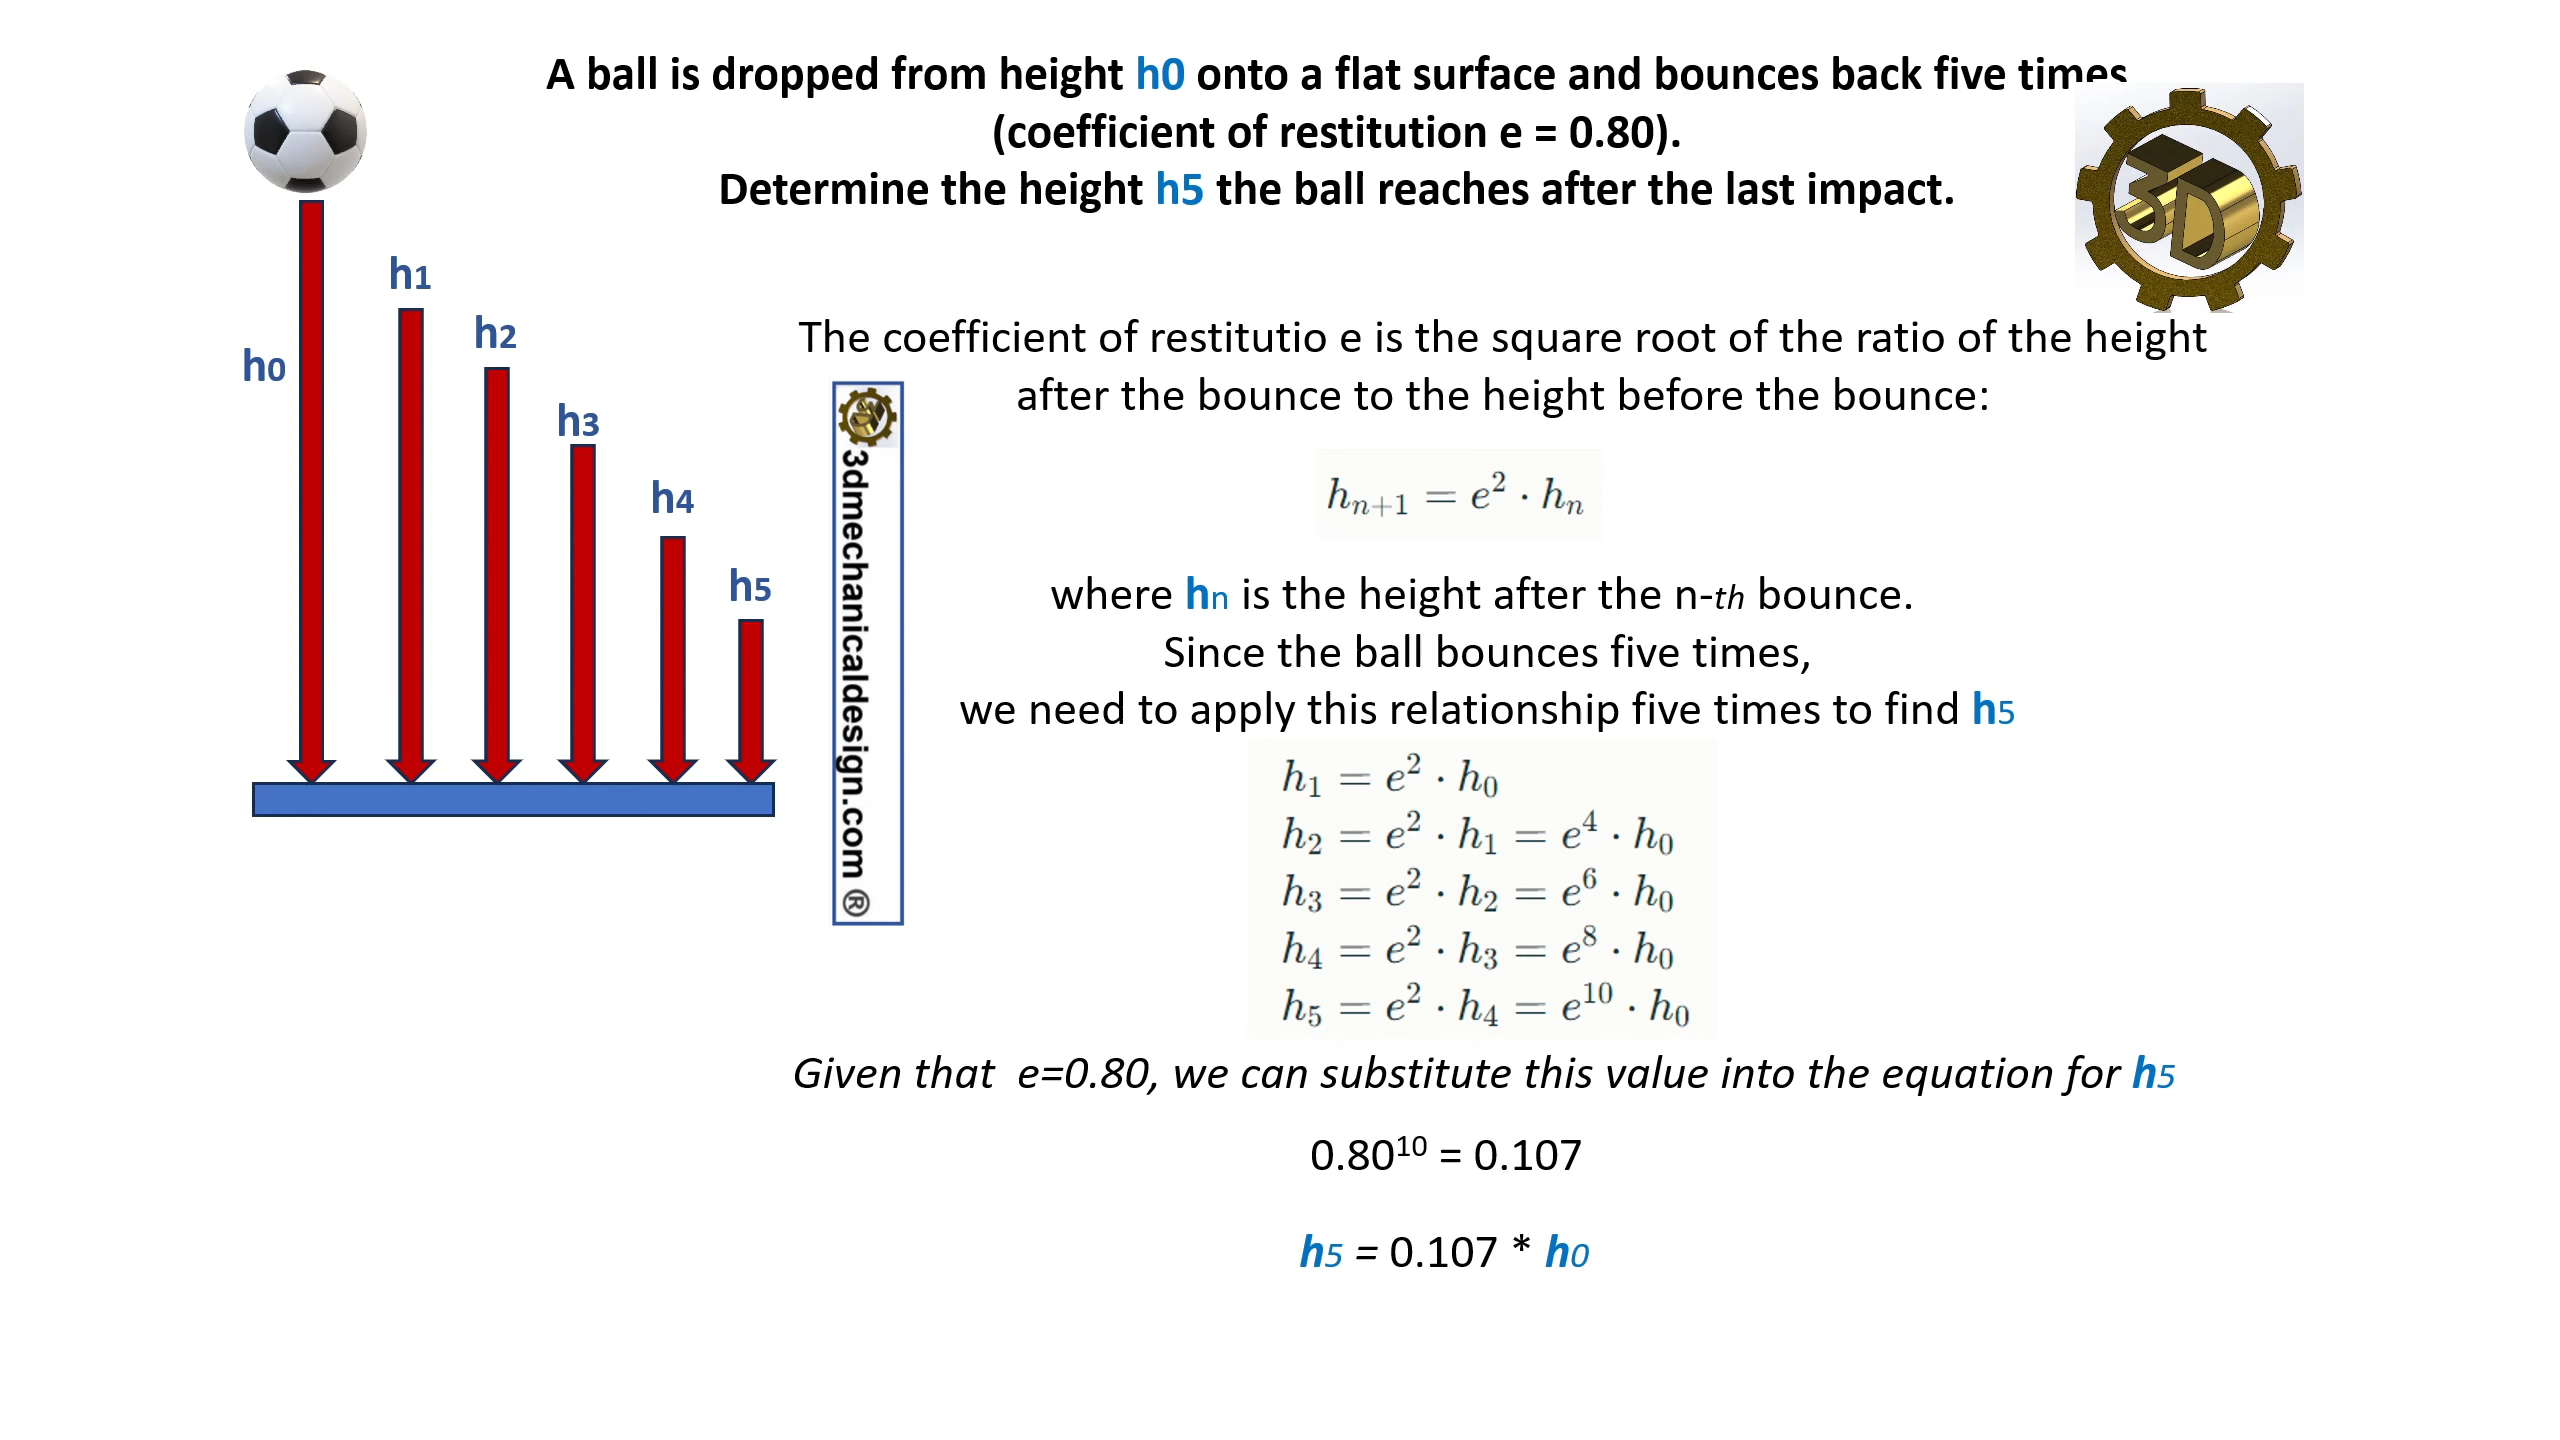 A ball is dropped from height h0 onto a flat surface and bounces back five times
(coefficient of restitution e = 0.80).
Determine the height h5 the ball reaches after the last impact.
3D
h0
h1
h2
h3
h4
h5
3dmechanicaldesign.com ®
The coefficient of restitutio e is the square root of the ratio of the height
after the bounce to the height before the bounce:
hₙ₊₁ = e² · hₙ
where hn is the height after the n-th bounce.
Since the ball bounces five times,
we need to apply this relationship five times to find h5
h₁ = e² · h₀
h₂ = e² · h₁ = e⁴ · h₀
h₃ = e² · h₂ = e⁶ · h₀
h₄ = e² · h₃ = e⁸ · h₀
h₅ = e² · h₄ = e¹⁰ · h₀
Given that e=0.80, we can substitute this value into the equation for h5
0.80¹⁰ = 0.107
h5 = 0.107 * h0